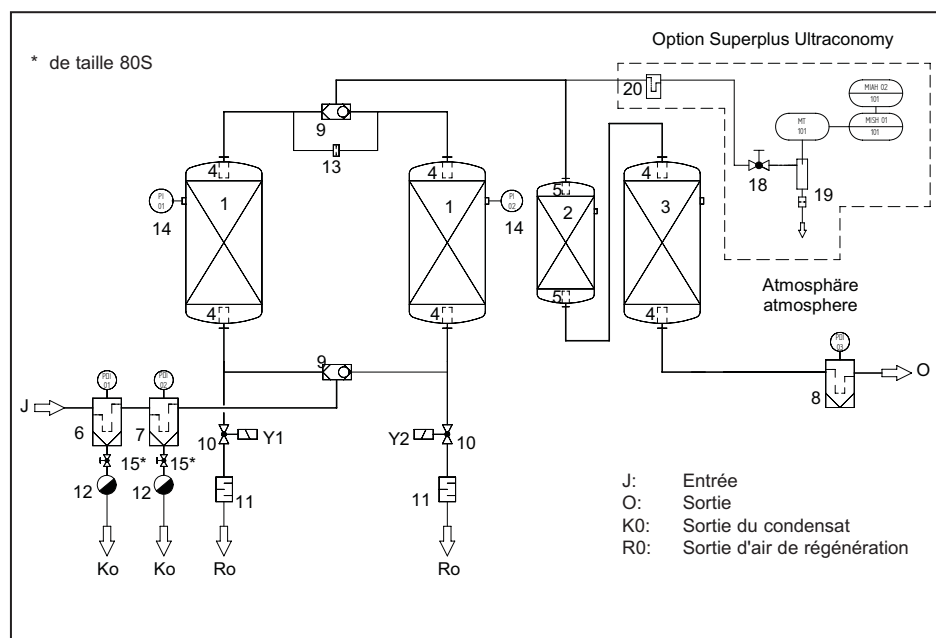 Option Superplus Ultraconomy
* de taille 80S
20
MIAH 02
101
9
MT
101
MISH 01
101
13
18
19
4
4
5
4
PI
01
14
1
1
PI
02
14
2
3
Atmosphäre
atmosphere
4
4
5
4
9
PDI
01
PDI
02
PDI
03
J
O
6
7
8
10
Y1
Y2
10
15*
15*
12
12
11
11
Ko
Ko
Ro
Ro
J: Entrée
O: Sortie
K0: Sortie du condensat
R0: Sortie d'air de régénération